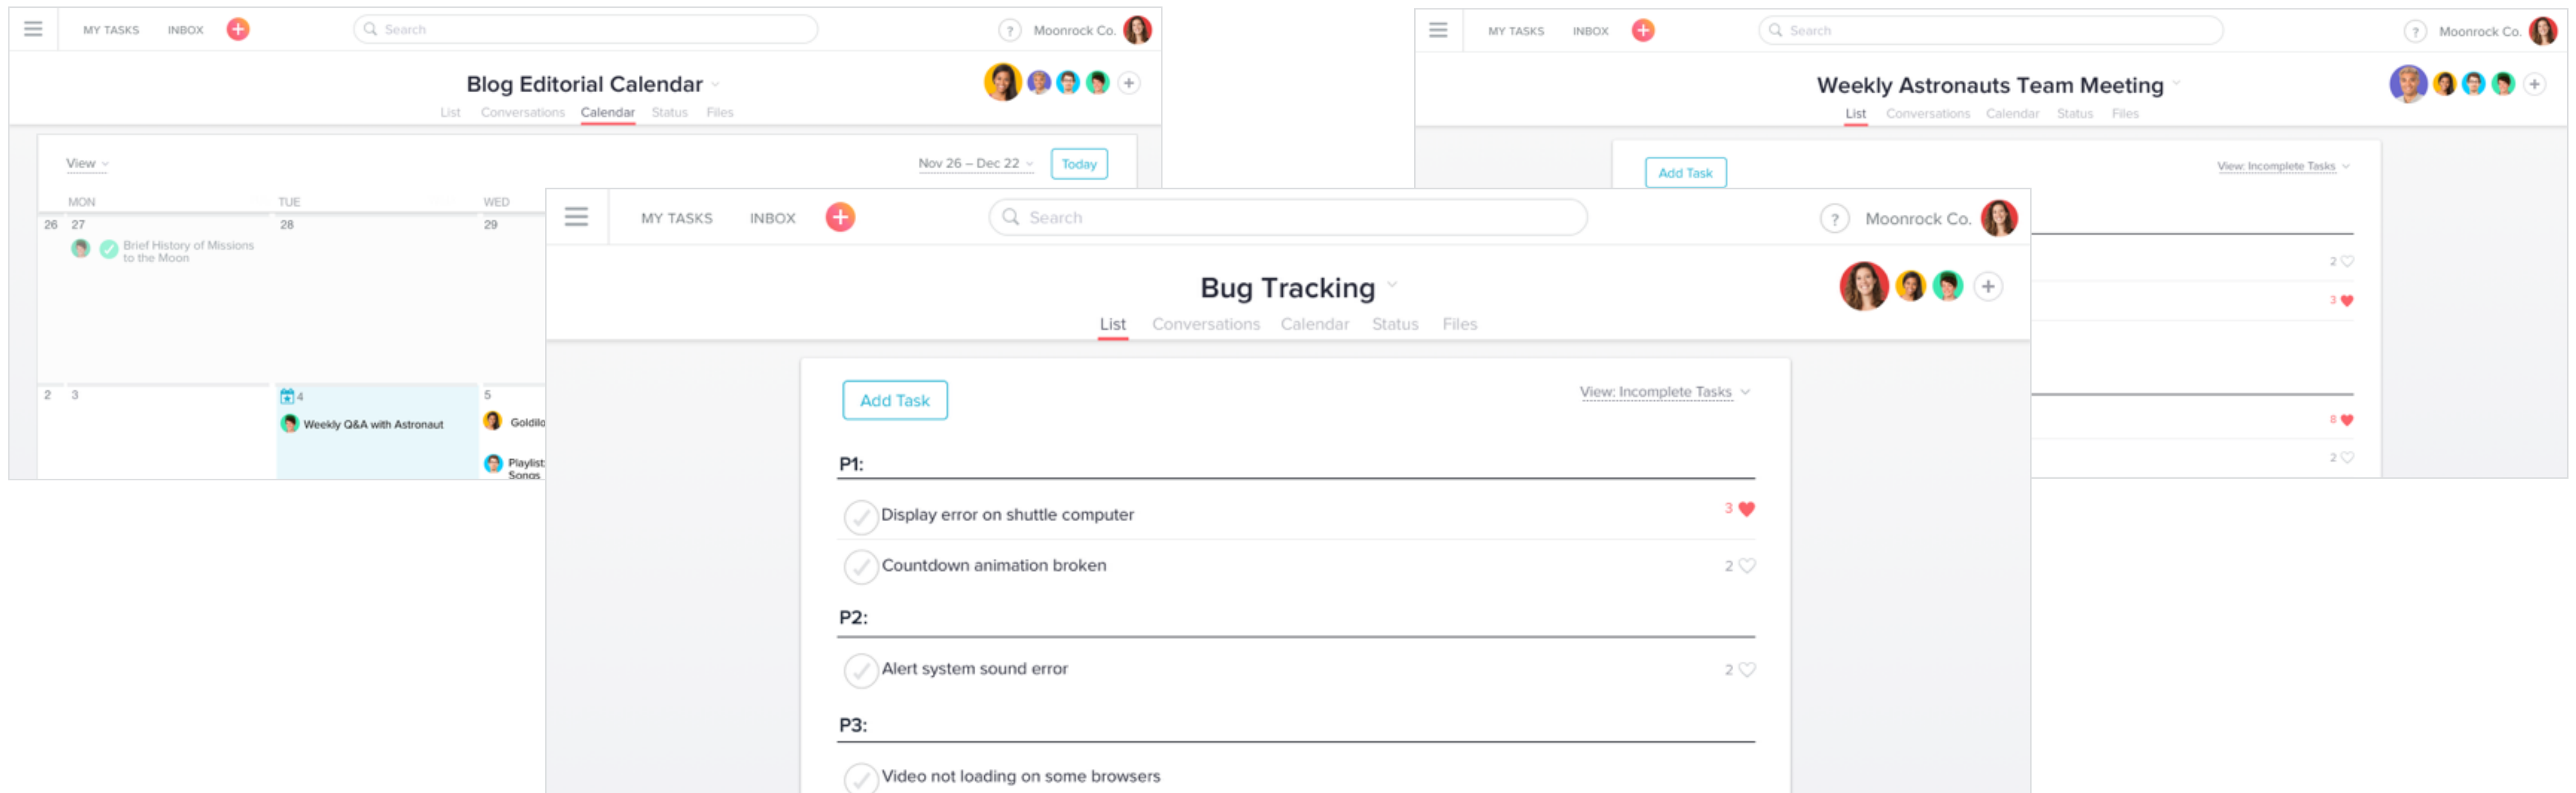 MY TASKS INBOX Search ? Moonrock Co.
Blog Editorial Calendar
List Conversations Calendar Status Files
View Nov 26 – Dec 22 Today
MON TUE WED
26 27 28 29
Brief History of Missions
to the Moon
2 3 4 5
Weekly Q&A with Astronaut
Goldilo
Playlist:
Songs
MY TASKS INBOX Search ? Moonrock Co.
Weekly Astronauts Team Meeting
List Conversations Calendar Status Files
Add Task View: Incomplete Tasks
2
3
8
2
MY TASKS INBOX Search ? Moonrock Co.
Bug Tracking
List Conversations Calendar Status Files
Add Task View: Incomplete Tasks
P1:
Display error on shuttle computer 3
Countdown animation broken 2
P2:
Alert system sound error 2
P3:
Video not loading on some browsers